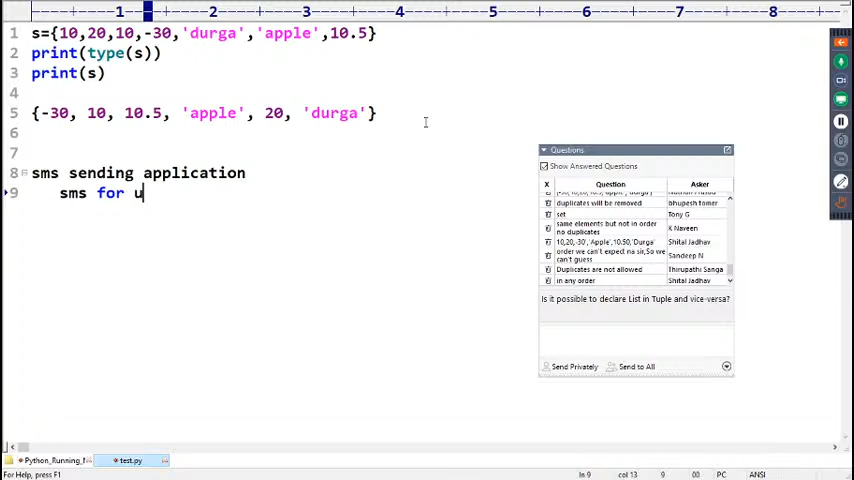 1 2 3 4 5 6 7 8
1 s={10,20,10,-30,'durga','apple',10.5}
2 print(type(s))
3 print(s)
4
5 {-30, 10, 10.5, 'apple', 20, 'durga'}
6
7
8 sms sending application
9 sms for u
Questions
Show Answered Questions
X Question Asker
duplicates will be removed bhupesh tomer
set Tony G
same elements but not in order no duplicates K Naveen
10,20,-30','Apple',10.50,'Durga' Shital Jadhav
order we can't expect na sir,So we can't guess Sandeep N
Duplicates are not allowed Thirupathi Sanga
in any order Shital Jadhav
Is it possible to declare List in Tuple and vice-versa?
Send Privately Send to All
Python_Running_ test.py
For Help, press F1 ln 9 col 13 9 00 PC ANSI